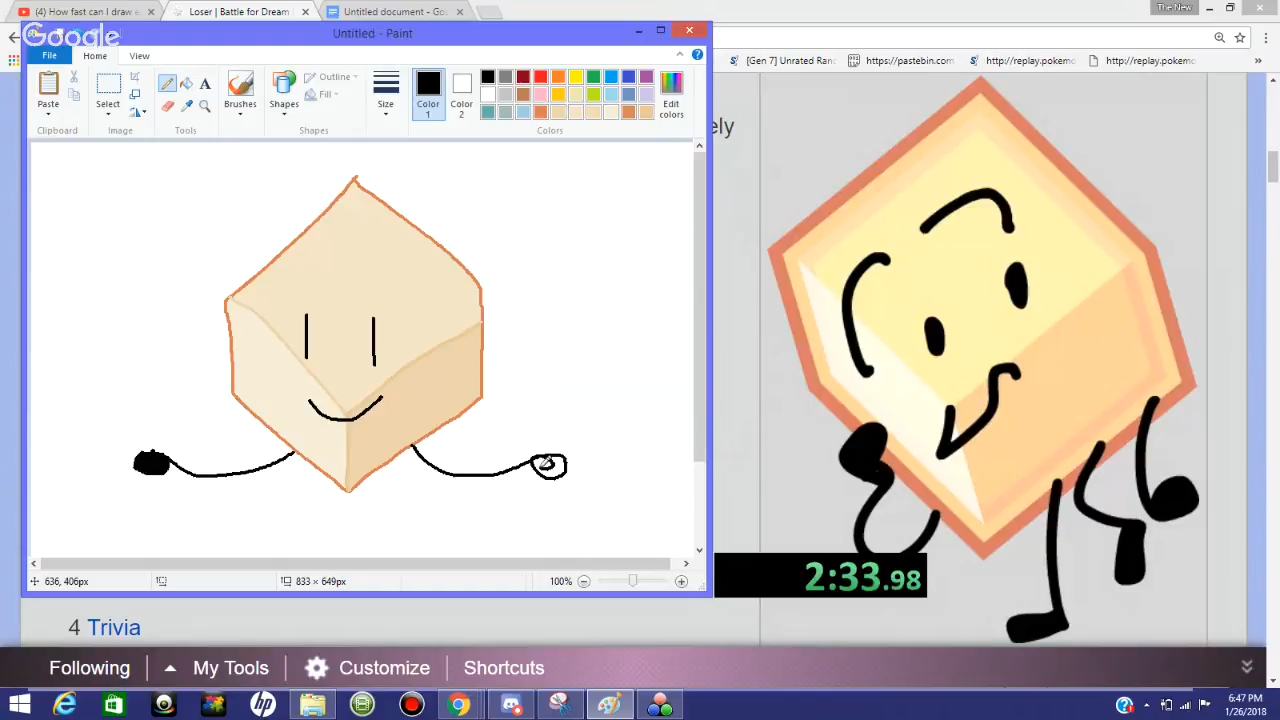 (4) How fast can I draw e
Loser | Battle for Dream
Untitled document - Go
The New
Google
Untitled - Paint
File
Home
View
[Gen 7] Unrated Ran
https://pastebin.com
http://replay.pokemo
http://replay.pokemo
Paste
Select
Brushes
Shapes
Outline
Fill
Size
Color 1
Color 2
Edit colors
Clipboard
Image
Tools
Shapes
Colors
ely
636, 406px
833 × 649px
100%
2:33.98
4 Trivia
Following
My Tools
Customize
Shortcuts
6:47 PM
1/26/2018